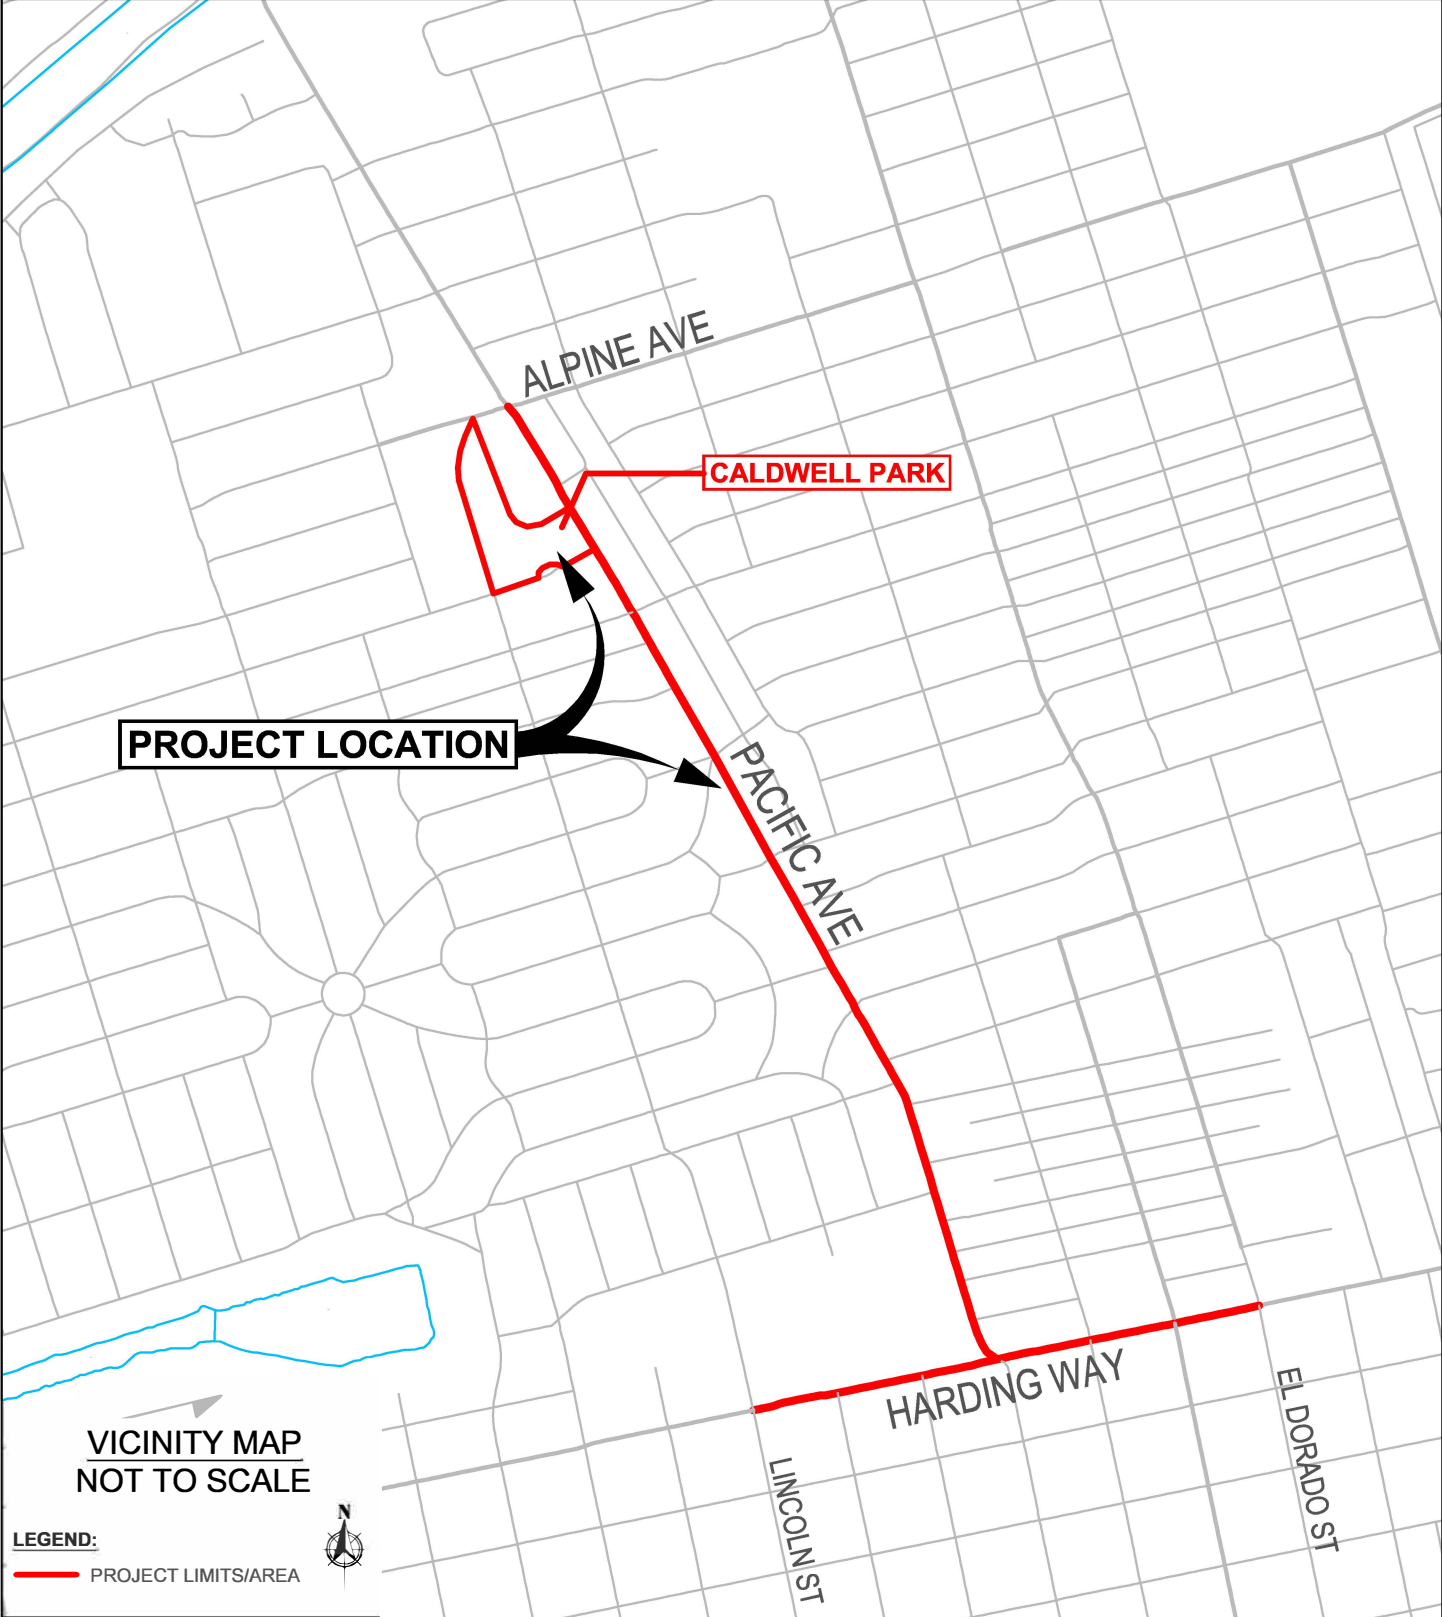 ALPINE AVE
CALDWELL PARK
PROJECT LOCATION
PACIFIC AVE
HARDING WAY
EL DORADO ST
LINCOLN ST
VICINITY MAP
NOT TO SCALE
N
LEGEND:
PROJECT LIMITS/AREA